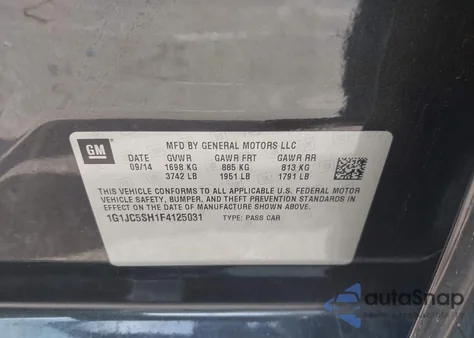 GM
MFD BY GENERAL MOTORS LLC
DATE GVWR GAWR FRT GAWR RR
09/14 1698 KG 885 KG 813 KG
3742 LB 1951 LB 1791 LB
THIS VEHICLE CONFORMS TO ALL APPLICABLE U.S. FEDERAL MOTOR
VEHICLE SAFETY, BUMPER, AND THEFT PREVENTION STANDARDS IN
EFFECT ON THE DATE OF MANUFACTURE SHOWN ABOVE.
1G1JC5SH1F4125031 TYPE: PASS CAR
autoSnap